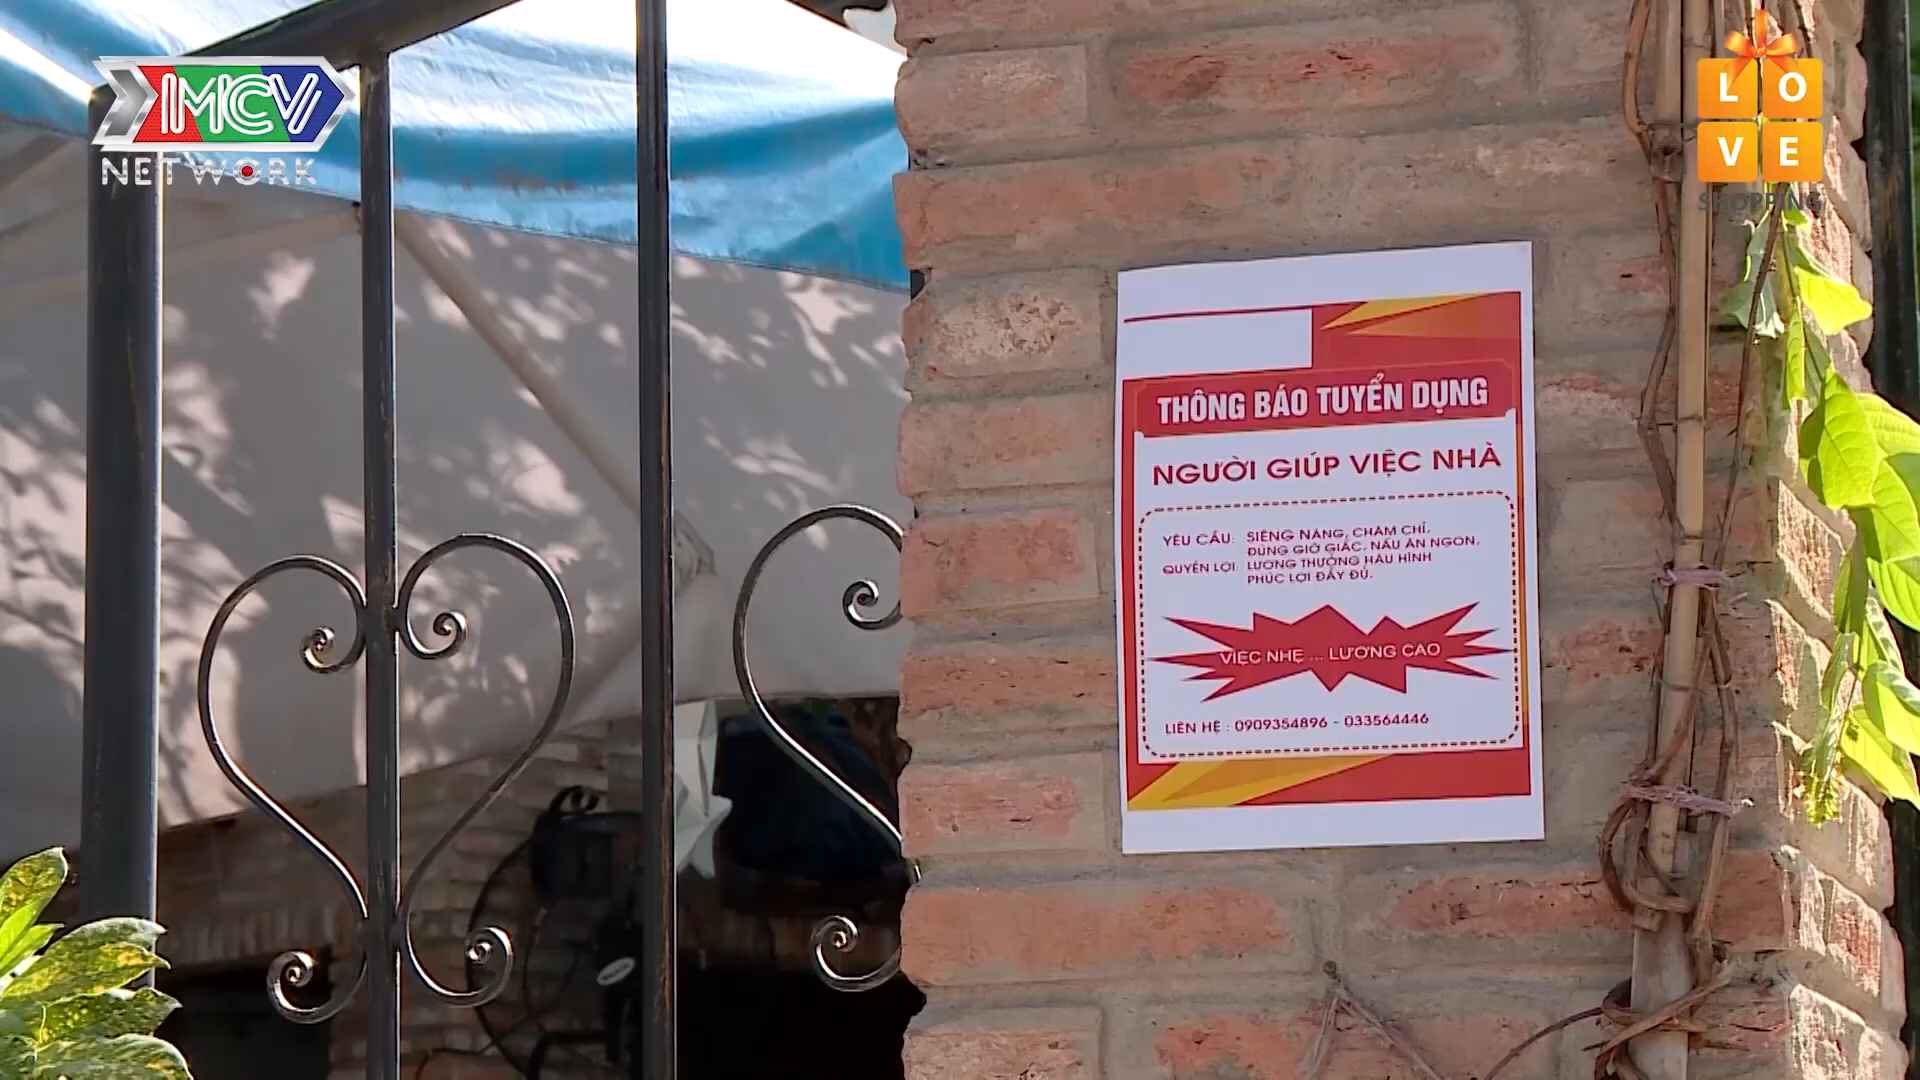 MCV
NETWORK
LO
VE
SHOPPING
THÔNG BÁO TUYỂN DỤNG
NGƯỜI GIÚP VIỆC NHÀ
YÊU CẦU: SIÊNG NĂNG, CHĂM CHỈ,
ĐÚNG GIỜ GIẤC, NẤU ĂN NGON,
QUYỀN LỢI: LƯƠNG THƯỞNG HẬU HĨNH
PHÚC LỢI ĐẦY ĐỦ.
VIỆC NHẸ ... LƯƠNG CAO
LIÊN HỆ : 0909354896 - 033564446